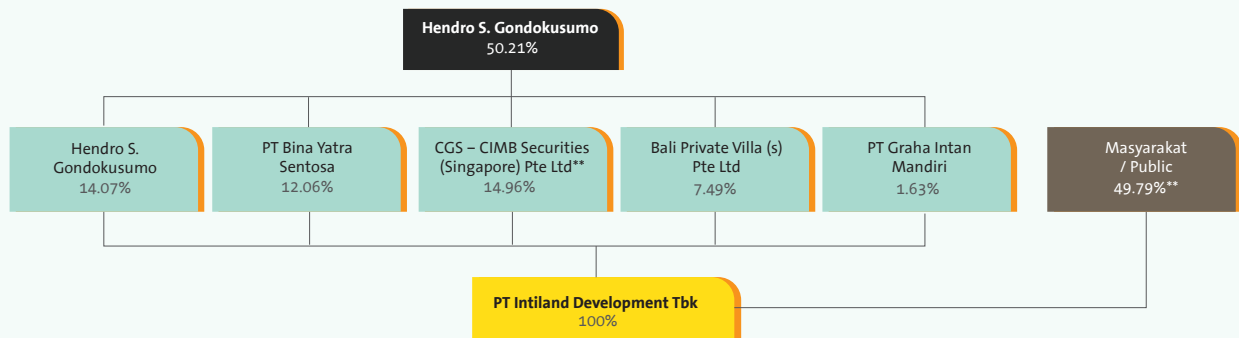 Hendro S. Gondokusumo
50.21%
Hendro S.
Gondokusumo
14.07%
PT Bina Yatra
Sentosa
12.06%
CGS – CIMB Securities
(Singapore) Pte Ltd**
14.96%
Bali Private Villa (s)
Pte Ltd
7.49%
PT Graha Intan
Mandiri
1.63%
Masyarakat
/ Public
49.79%**
PT Intiland Development Tbk
100%